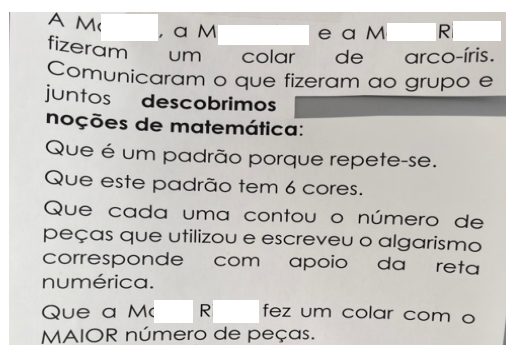 A M , a M e a M R
fizeram um colar de arco-íris.
Comunicaram o que fizeram ao grupo e
juntos descobrimos
noções de matemática:
Que é um padrão porque repete-se.
Que este padrão tem 6 cores.
Que cada uma contou o número de
peças que utilizou e escreveu o algarismo
corresponde com apoio da reta
numérica.
Que a M R fez um colar com o
MAIOR número de peças.